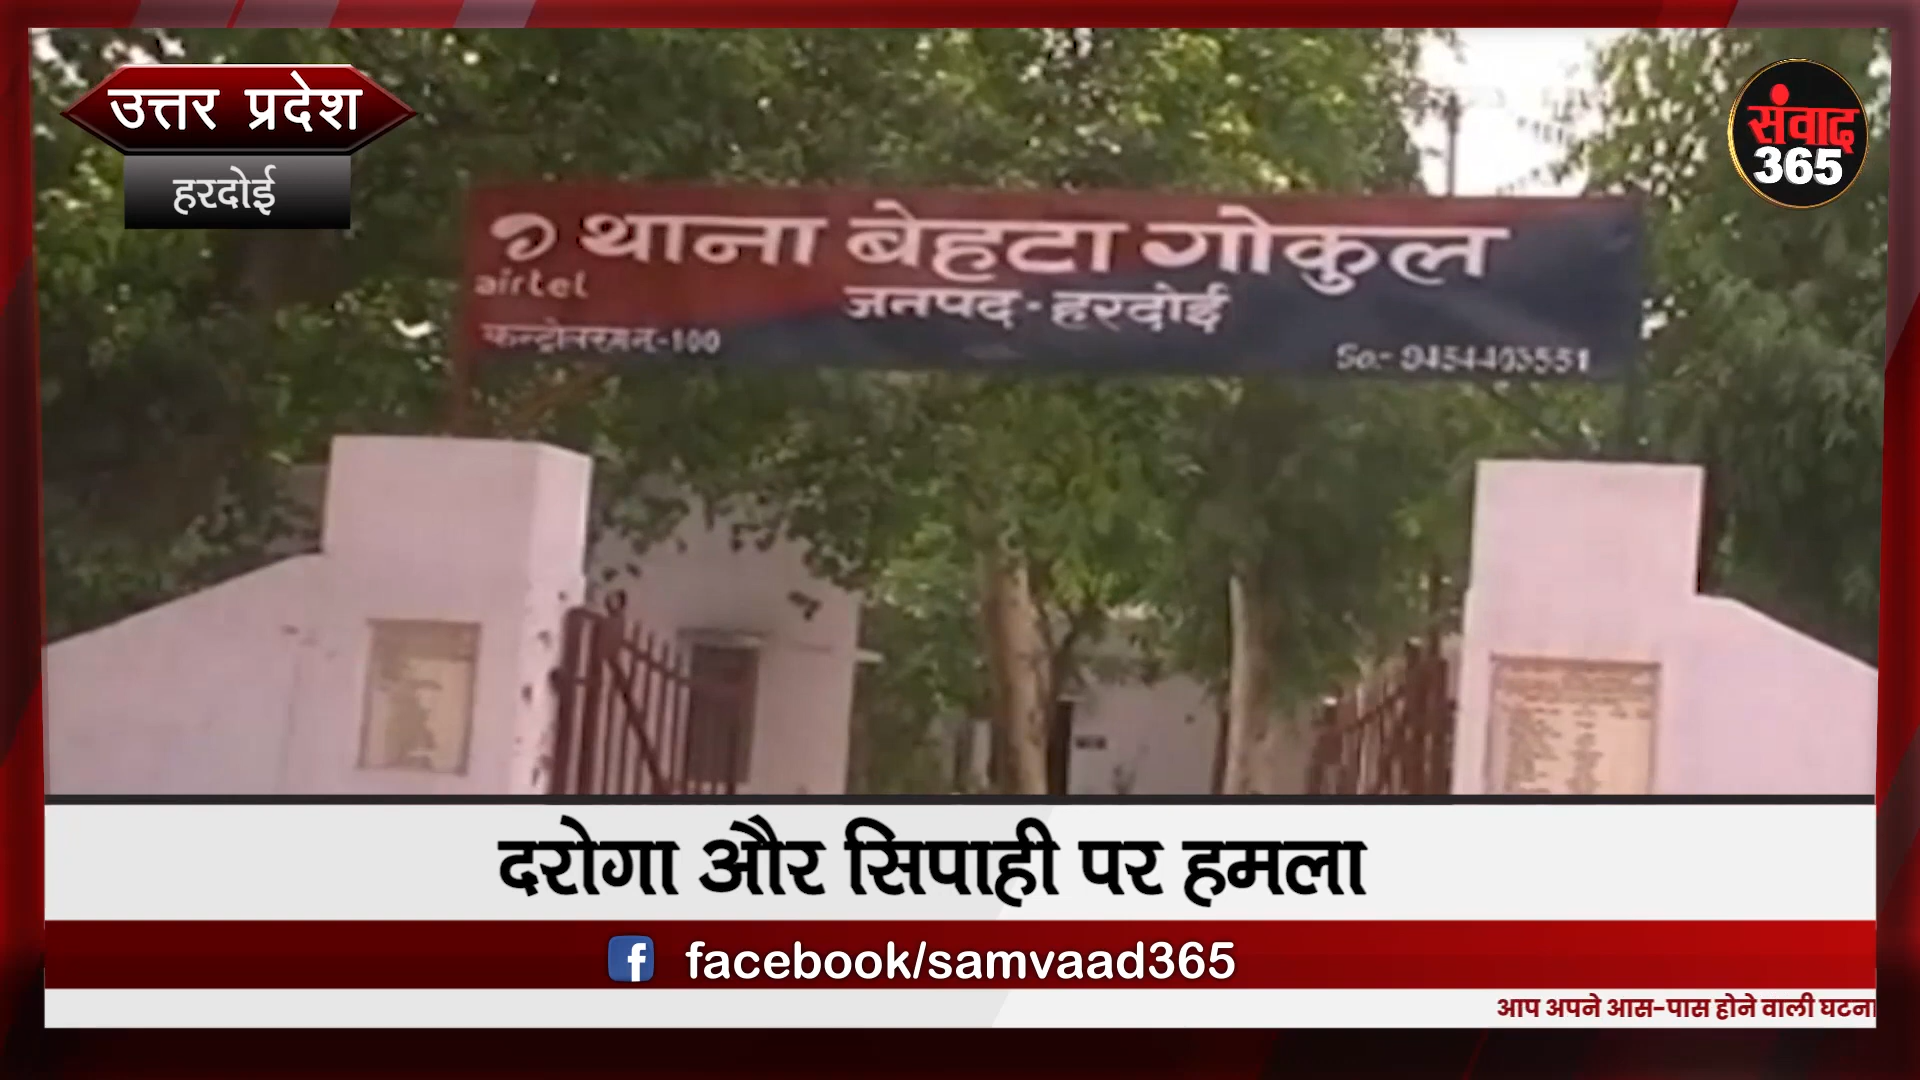 उत्तर प्रदेश
हरदोई
संवाद
365
थाना बेहटा गोकुल
airtel
जनपद - हरदोई
कन्ट्रोलरूम-100
So.- 9454403551
दरोगा और सिपाही पर हमला
facebook/samvaad365
आप अपने आस-पास होने वाली घटना